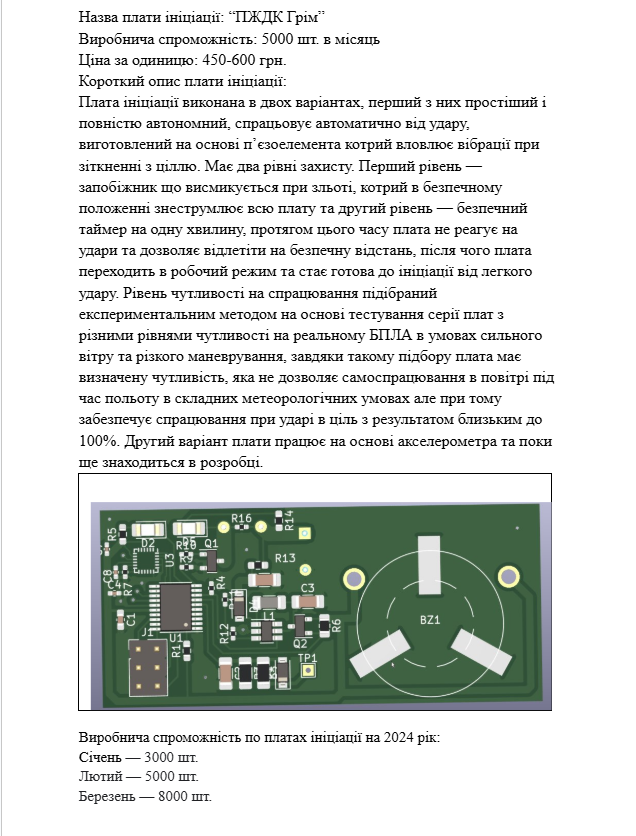 Назва плати ініціації: “ПЖДК Грім”
Виробнича спроможність: 5000 шт. в місяць
Ціна за одиницю: 450-600 грн.
Короткий опис плати ініціації:
Плата ініціації виконана в двох варіантах, перший з них простіший і
повністю автономний, спрацьовує автоматично від удару,
виготовлений на основі п’єзоелемента котрий вловлює вібрації при
зіткненні з ціллю. Має два рівні захисту. Перший рівень —
запобіжник що висмикується при зльоті, котрий в безпечному
положенні знеструмлює всю плату та другий рівень — безпечний
таймер на одну хвилину, протягом цього часу плата не реагує на
удари та дозволяє відлетіти на безпечну відстань, після чого плата
переходить в робочий режим та стає готова до ініціації від легкого
удару. Рівень чутливості на спрацювання підібраний
експериментальним методом на основі тестування серії плат з
різними рівнями чутливості на реальному БПЛА в умовах сильного
вітру та різкого маневрування, завдяки такому підбору плата має
визначену чутливість, яка не дозволяє самоспрацювання в повітрі під
час польоту в складних метеорологічних умовах але при тому
забезпечує спрацювання при ударі в ціль з результатом близьким до
100%. Другий варіант плати працює на основі акселерометра та поки
ще знаходиться в розробці.
R5
D2
D5
R10
R9
Q1
R16
R14
U3
R13
C8
C4
R4
C3
C1
L1
R12
Q2
R6
BZ1
J1
U1
R1
TP1
Виробнича спроможність по платах ініціації на 2024 рік:
Січень — 3000 шт.
Лютий — 5000 шт.
Березень — 8000 шт.